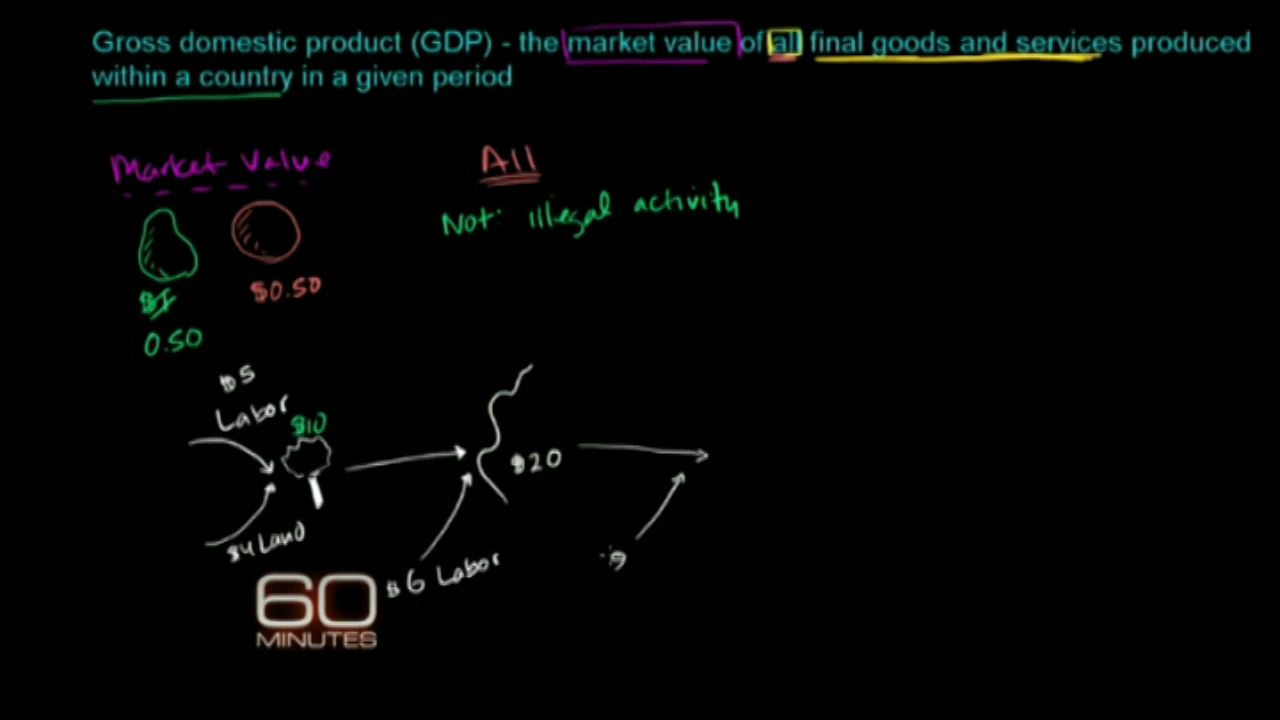 Gross domestic product (GDP) - the market value of all final goods and services produced
within a country in a given period
Market Value
All
Not: illegal activity
$1
$0.50
0.50
$5
Labor
$10
$20
$4 Land
$6 Labor
60
MINUTES